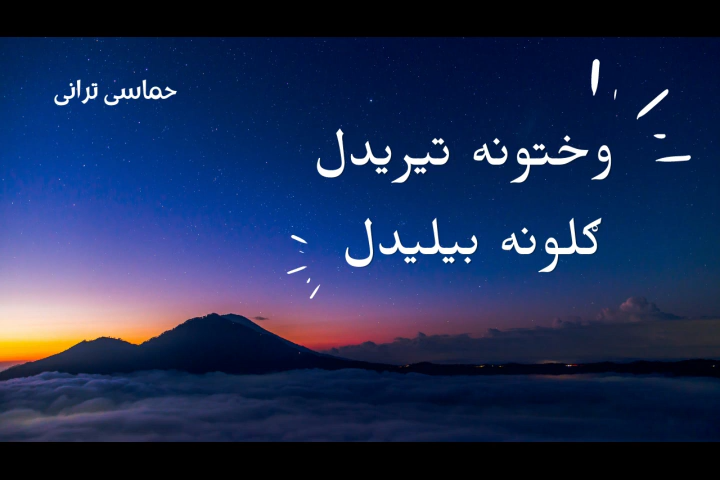 حماسی ترانی
وختونه تیریدل
ګلونه بیلیدل